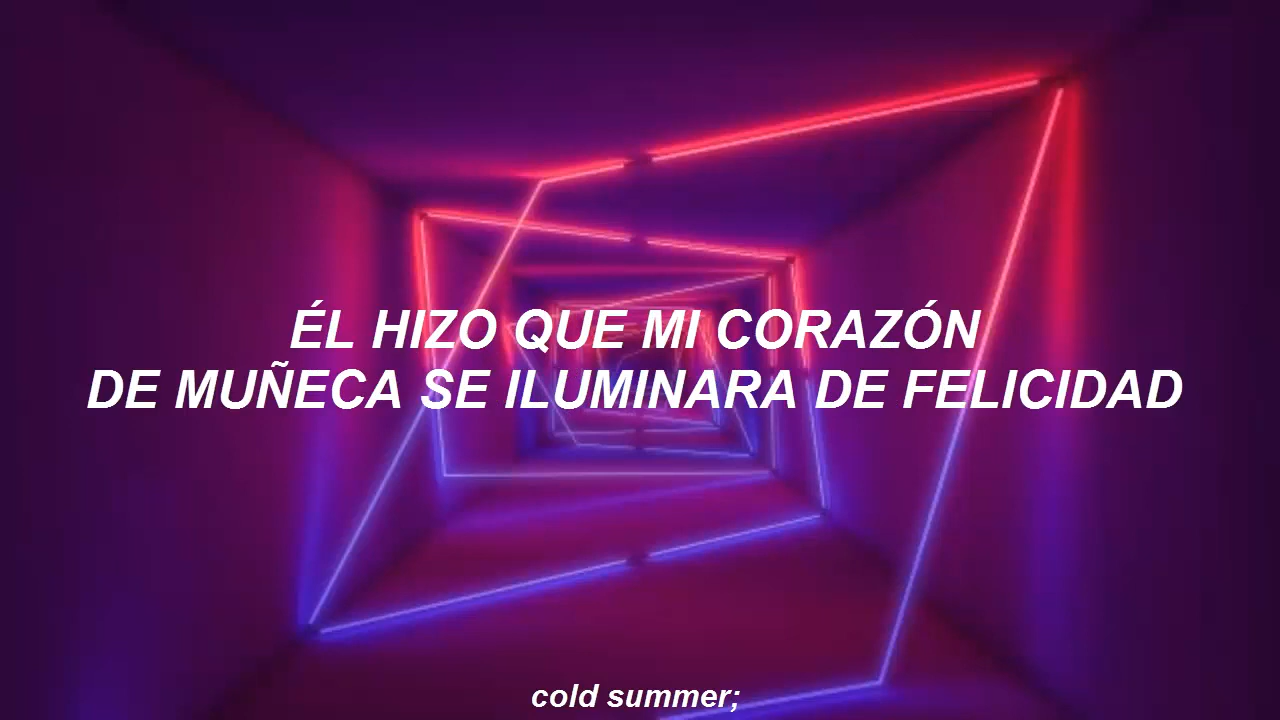 ÉL HIZO QUE MI CORAZÓN
DE MUÑECA SE ILUMINARA DE FELICIDAD
cold summer;